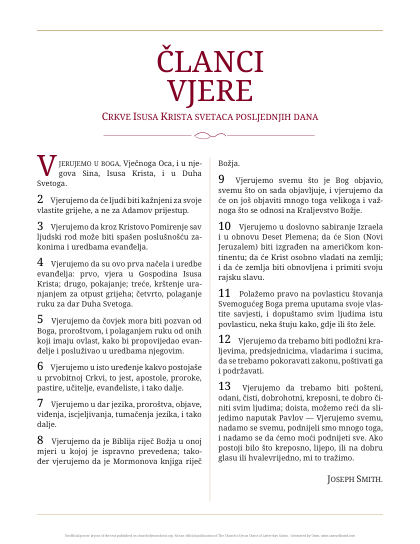 ČLANCI
VJERE
CRKVE ISUSA KRISTA SVETACA POSLJEDNJIH DANA
VJERUJEMO U BOGA, Vječnoga Oca, i u nje-
gova Sina, Isusa Krista, i u Duha
Svetoga.
2 Vjerujemo da će ljudi biti kažnjeni za svoje
vlastite grijehe, a ne za Adamov prijestup.
3 Vjerujemo da kroz Kristovo Pomirenje sav
ljudski rod može biti spašen poslušnošću za-
konima i uredbama evanđelja.
4 Vjerujemo da su ovo prva načela i uredbe
evanđelja: prvo, vjera u Gospodina Isusa
Krista; drugo, pokajanje; treće, krštenje ura-
njanjem za otpust grijeha; četvrto, polaganje
ruku za dar Duha Svetoga.
5 Vjerujemo da čovjek mora biti pozvan od
Boga, proroštvom, i polaganjem ruku od onih
koji imaju ovlast, kako bi propovijedao evan-
đelje i posluživao u uredbama njegovim.
6 Vjerujemo u isto uređenje kakvo postojaše
u prvobitnoj Crkvi, to jest, apostole, proroke,
pastire, učitelje, evanđeliste, i tako dalje.
7 Vjerujemo u dar jezika, proroštva, objave,
viđenja, iscjeljivanja, tumačenja jezika, i tako
dalje.
8 Vjerujemo da je Biblija riječ Božja u onoj
mjeri u kojoj je ispravno prevedena; tako-
đer vjerujemo da je Mormonova knjiga riječ
Božja.
9 Vjerujemo svemu što je Bog objavio,
svemu što on sada objavljuje, i vjerujemo da
će on još objaviti mnogo toga velikoga i važ-
noga što se odnosi na Kraljevstvo Božje.
10 Vjerujemo u doslovno sabiranje Izraela
i u obnovu Deset Plemena; da će Sion (Novi
Jeruzalem) biti izgrađen na američkom kon-
tinentu; da će Krist osobno vladati na zemlji;
i da će zemlja biti obnovljena i primiti svoju
rajsku slavu.
11 Polažemo pravo na povlasticu štovanja
Svemogućeg Boga prema uputama svoje vlas-
tite savjesti, i dopuštamo svim ljudima istu
povlasticu, neka štuju kako, gdje ili što žele.
12 Vjerujemo da trebamo biti podložni kra-
ljevima, predsjednicima, vladarima i sucima,
da se trebamo pokoravati zakonu, poštivati ga
i podržavati.
13 Vjerujemo da trebamo biti pošteni,
odani, čisti, dobrohotni, kreposni, te dobro či-
niti svim ljudima; doista, možemo reći da sli-
jedimo naputak Pavlov — Vjerujemo svemu,
nadamo se svemu, podnijeli smo mnogo toga,
i nadamo se da ćemo moći podnijeti sve. Ako
postoji bilo što kreposno, lijepo, ili na dobru
glasu ili hvalevrijedno, mi to tražimo.
JOSEPH SMITH.